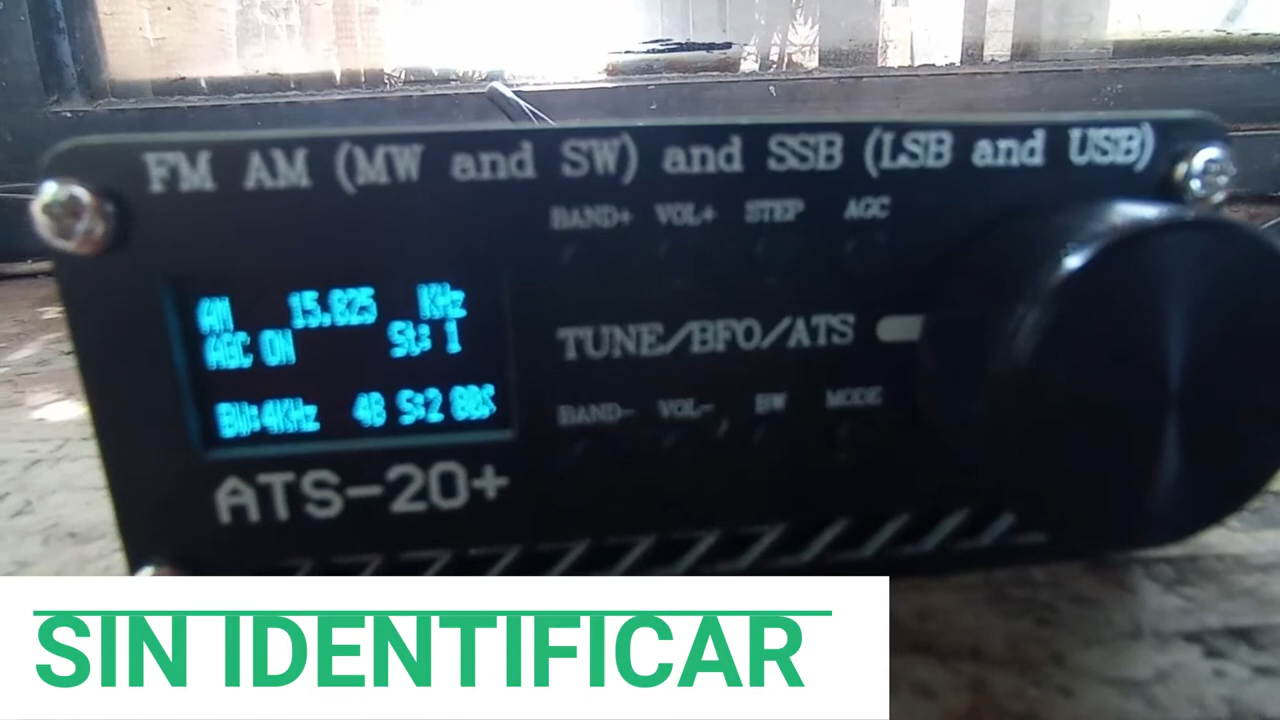 FM AM (MW and SW) and SSB (LSB and USB)
BAND+ VOL+ STEP AGC
AM 15.825 KHz
AGC ON St: 1
TUNE/BFO/ATS
BW:4KHz 48 S:2
BAND- VOL- BW MODE
ATS-20+
SIN IDENTIFICAR